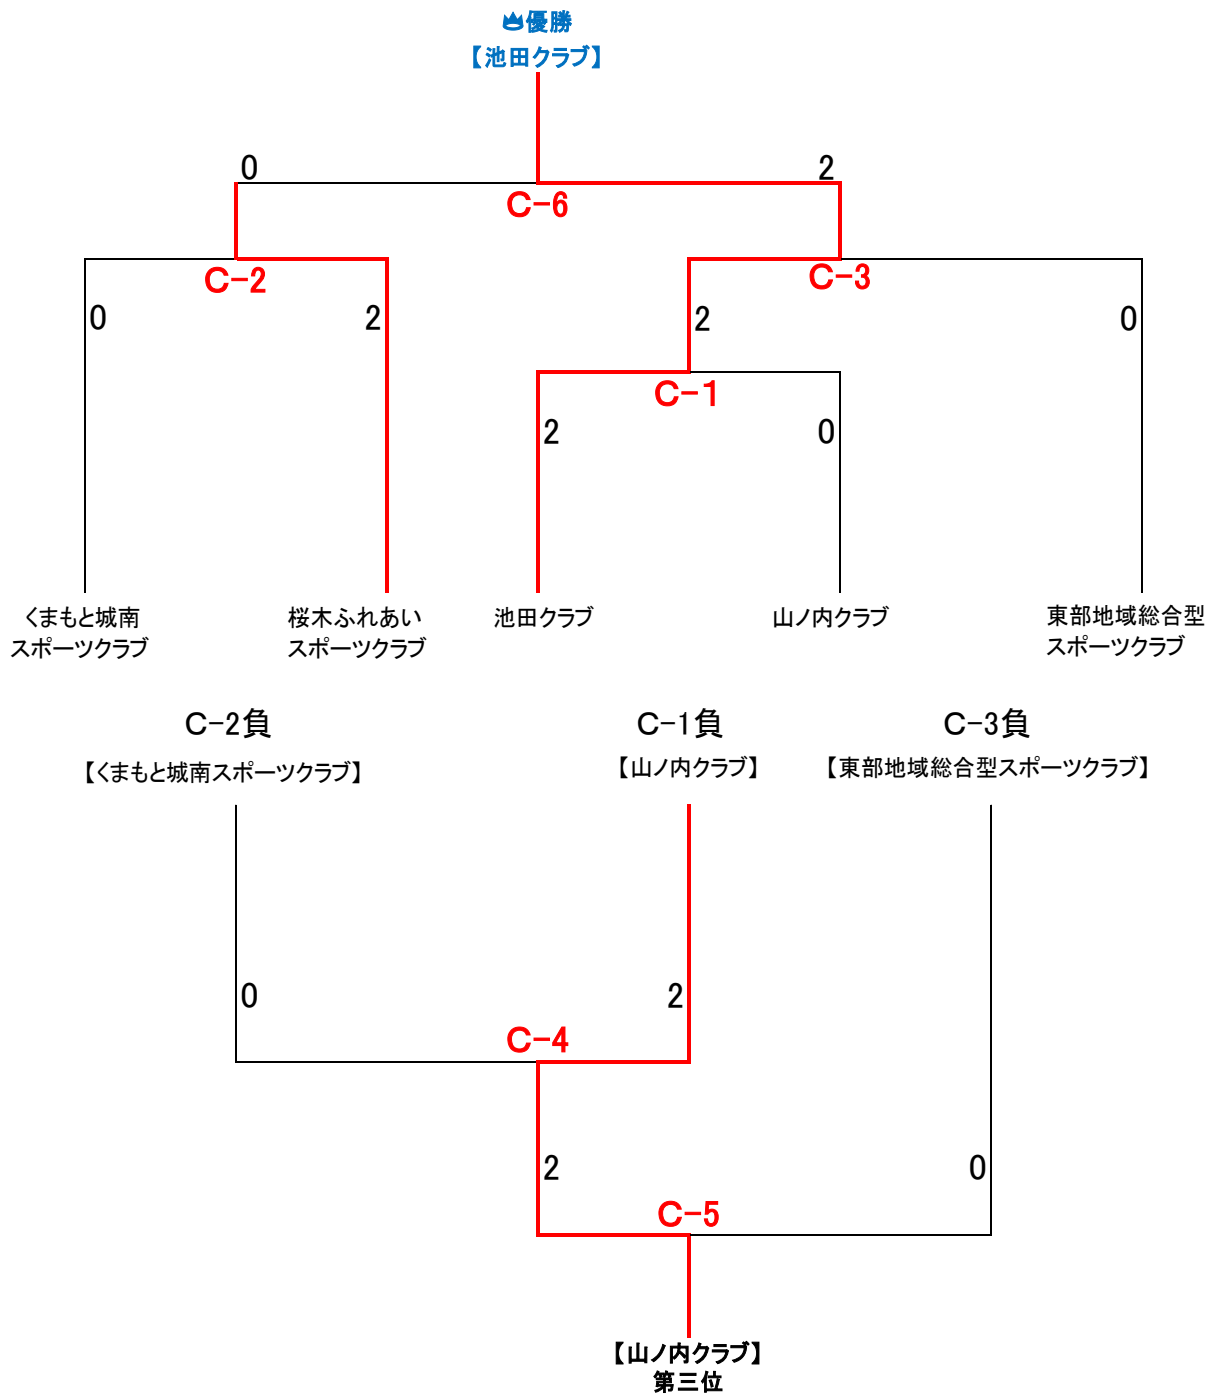 優勝
【池田クラブ】
0
2
C-6
C-2
C-3
0
2
2
0
C-1
2
0
くまもと城南
スポーツクラブ
桜木ふれあい
スポーツクラブ
池田クラブ
山ノ内クラブ
東部地域総合型
スポーツクラブ
C-2負
C-1負
C-3負
【くまもと城南スポーツクラブ】
【山ノ内クラブ】
【東部地域総合型スポーツクラブ】
0
2
C-4
2
0
C-5
【山ノ内クラブ】
第三位